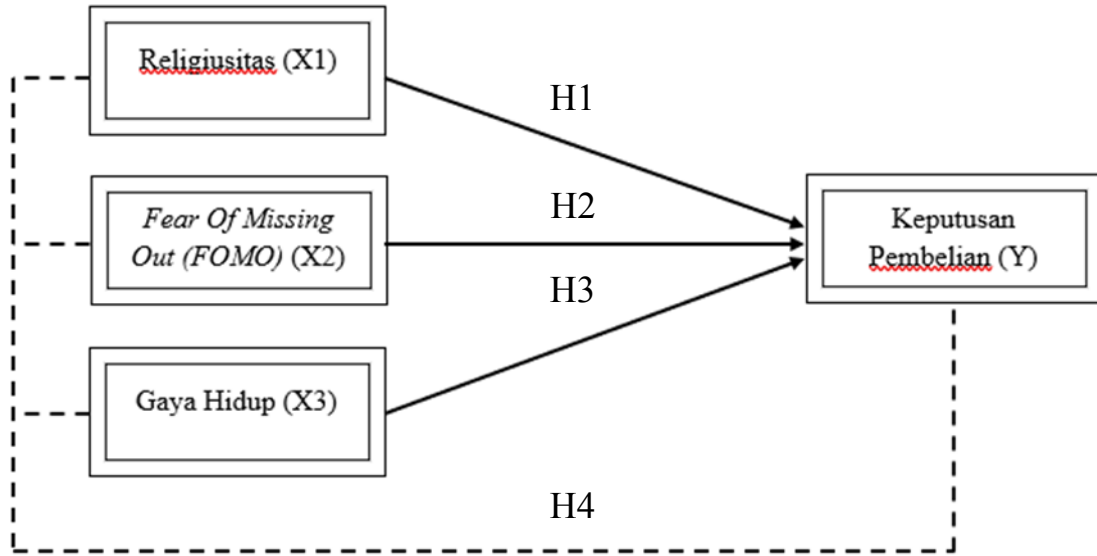 Religiusitas (X1)
H1
Fear Of Missing
Out (FOMO) (X2)
H2
Keputusan
Pembelian (Y)
H3
Gaya Hidup (X3)
H4